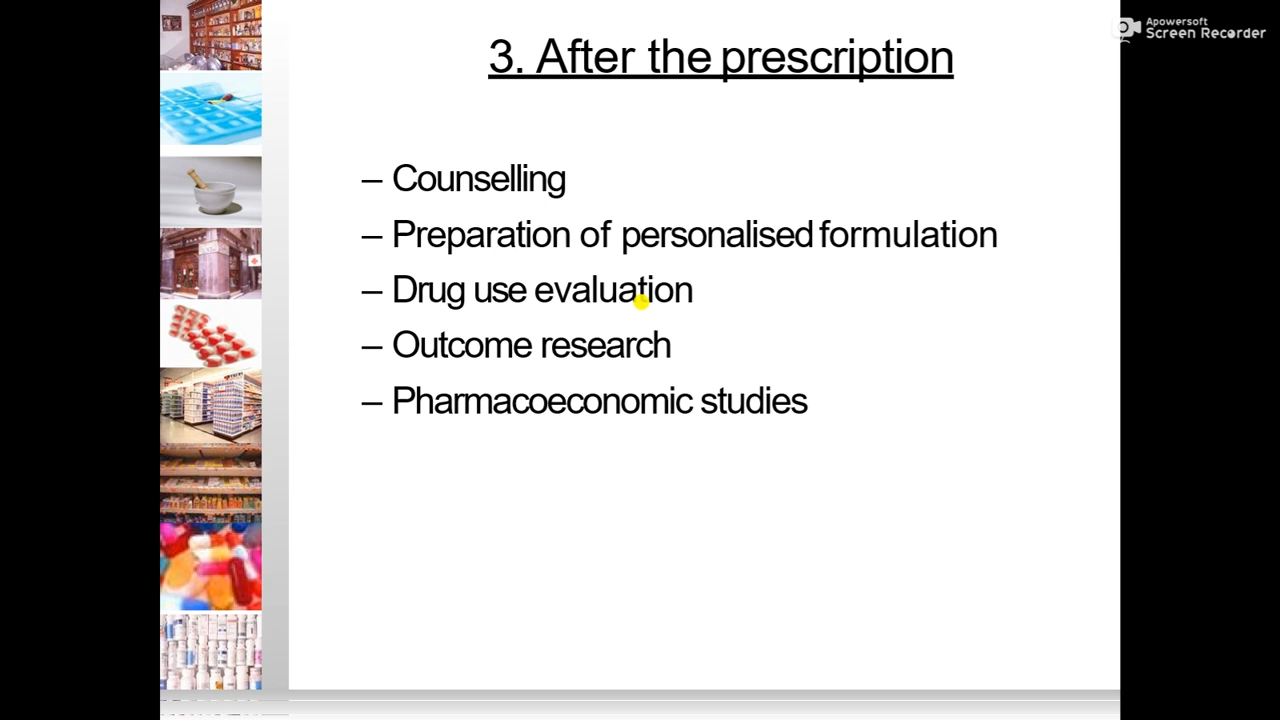 Apowersoft
Screen Recorder
3. After the prescription
– Counselling
– Preparation of personalised formulation
– Drug use evaluation
– Outcome research
– Pharmacoeconomic studies